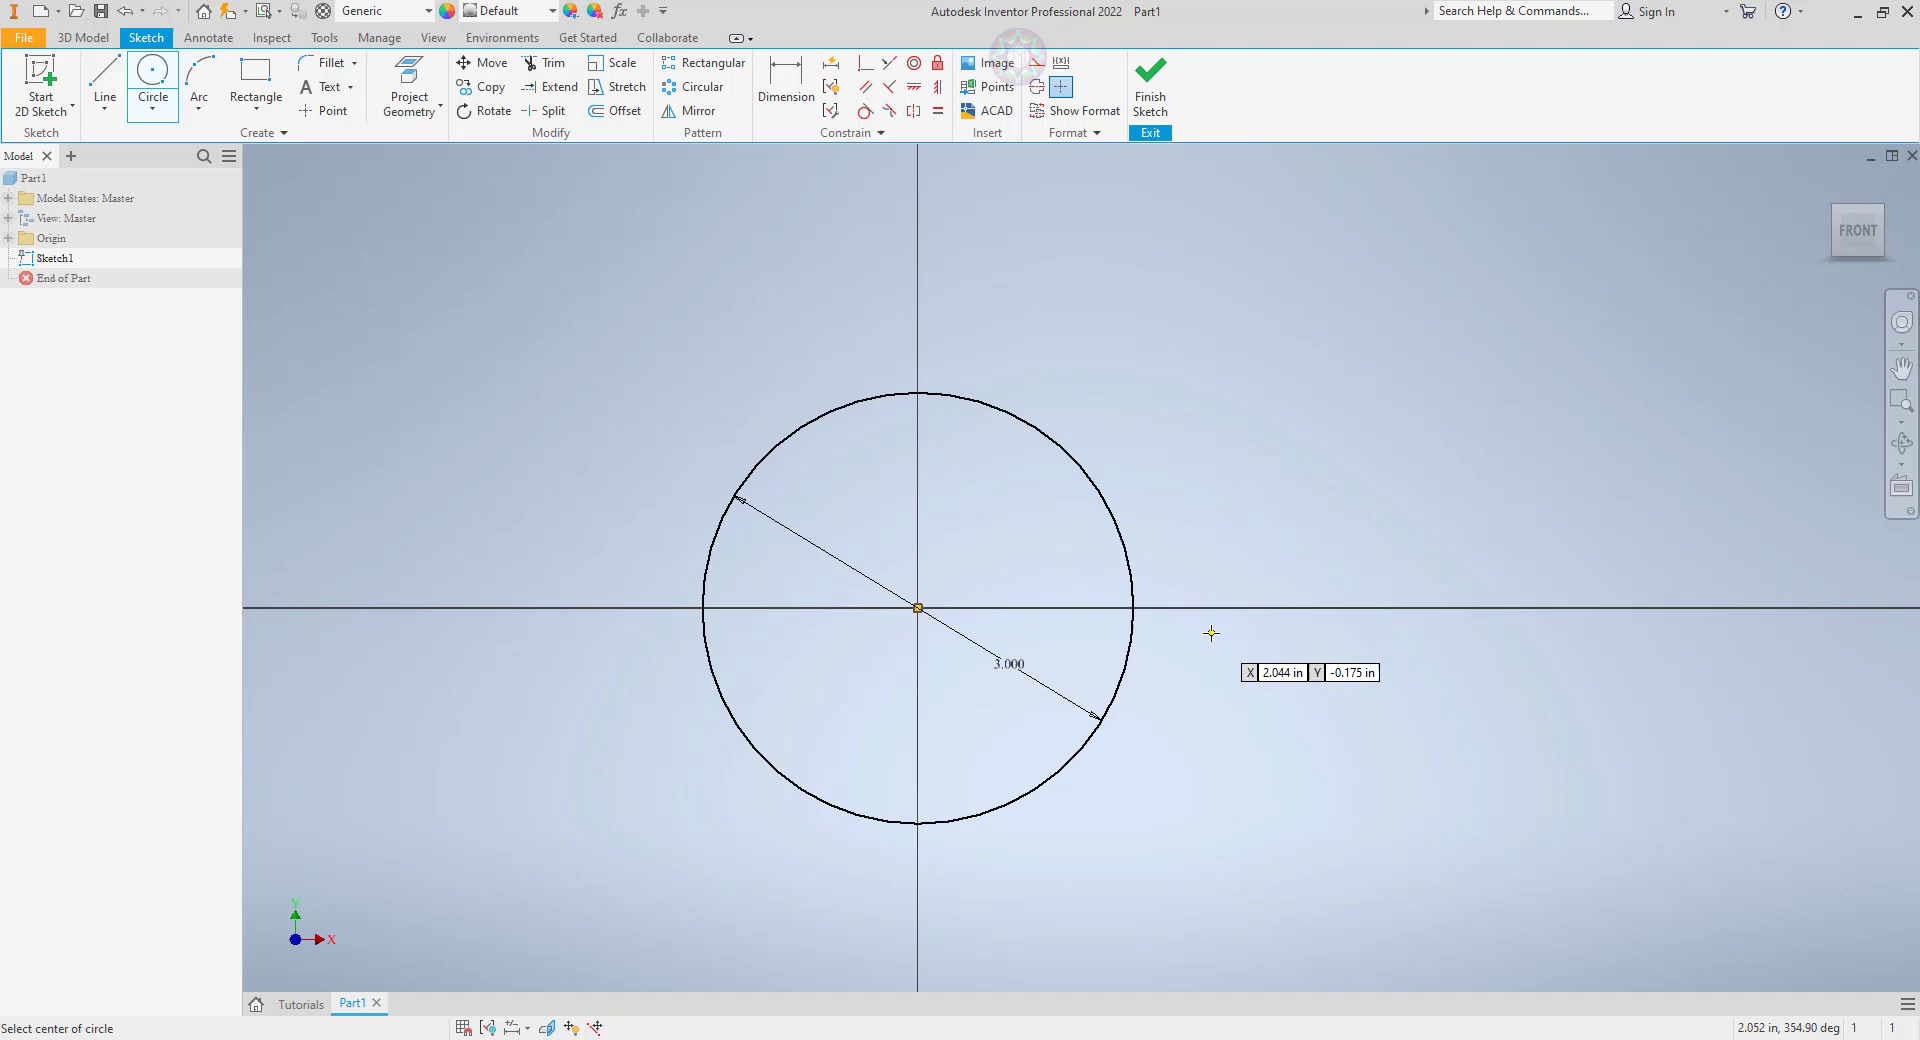 Generic
Default
Autodesk Inventor Professional 2022 Part1
Search Help & Commands...
Sign In
File 3D Model Sketch Annotate Inspect Tools Manage View Environments Get Started Collaborate
Start
2D Sketch
Line
Circle
Arc
Rectangle
Fillet
Text
Point
Project
Geometry
Move
Copy
Rotate
Trim
Extend
Split
Scale
Stretch
Offset
Rectangular
Circular
Mirror
Dimension
Image
Points
ACAD
Show Format
Finish
Sketch
Sketch Create Modify Pattern Constrain Insert Format Exit
Model
Part1
Model States: Master
View: Master
Origin
Sketch1
End of Part
FRONT
3.000
X 2.044 in Y -0.175 in
Y
X
Tutorials Part1
Select center of circle
2.052 in, 354.90 deg 1 1